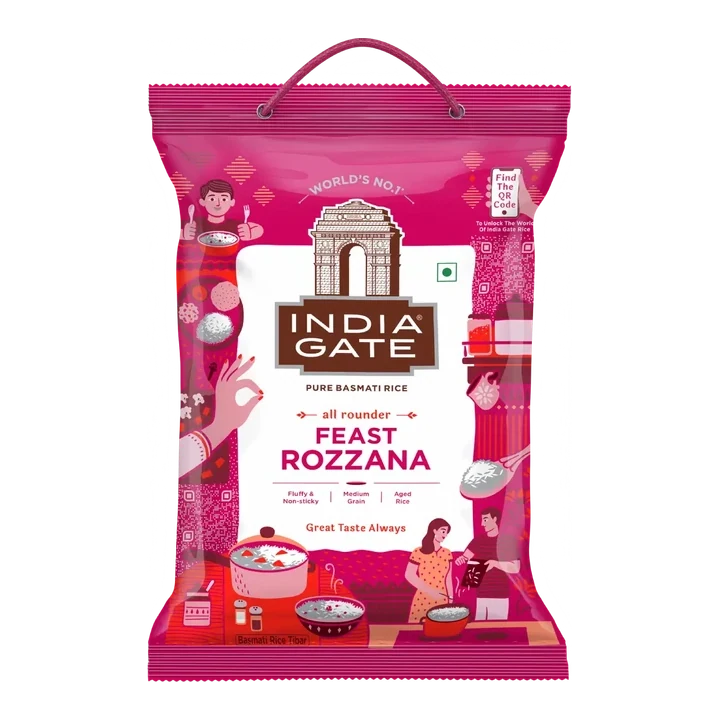 WORLD'S NO.1*
Find
The
QR
Code
To Unlock The World
Of India Gate Rice
INDIA®
GATE
PURE BASMATI RICE
all rounder
FEAST
ROZZANA
Fluffy &
Non-sticky
Medium
Grain
Aged
Rice
Great Taste Always
Basmati Rice Tibar